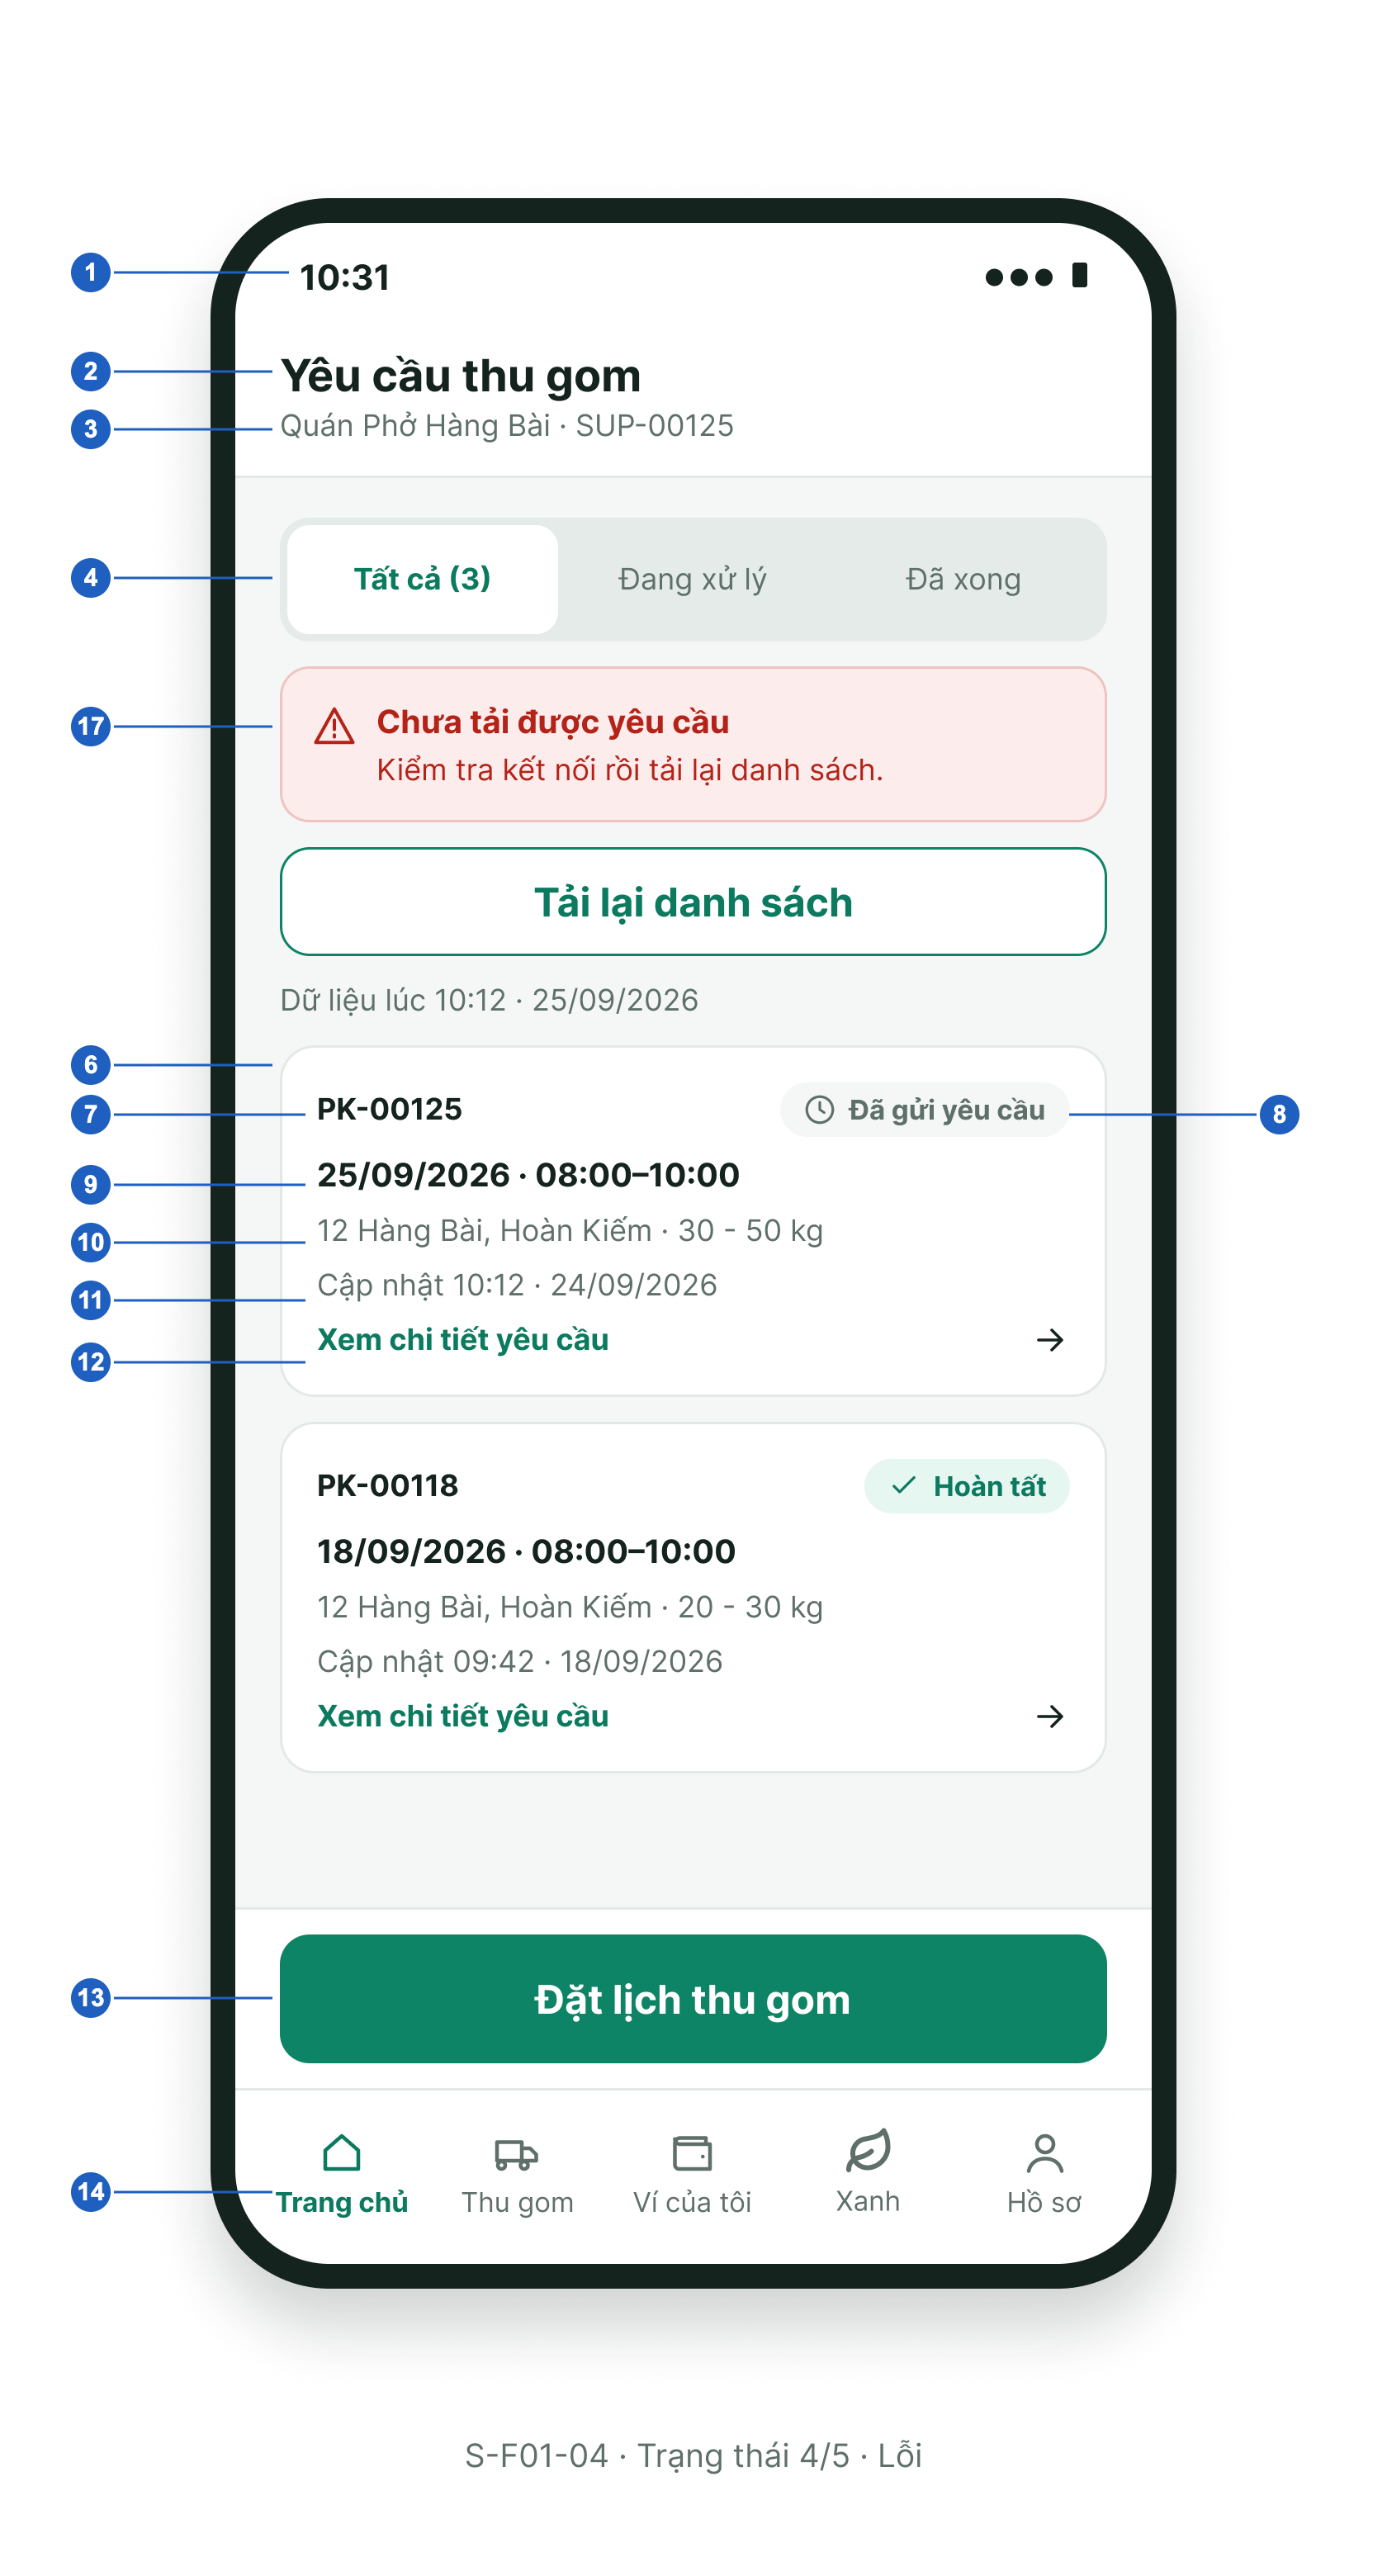 1 10:31
2 Yêu cầu thu gom
3 Quán Phở Hàng Bài · SUP-00125
4 Tất cả (3) Đang xử lý Đã xong
17 Chưa tải được yêu cầu
Kiểm tra kết nối rồi tải lại danh sách.
Tải lại danh sách
Dữ liệu lúc 10:12 · 25/09/2026
6
7 PK-00125 Đã gửi yêu cầu 8
9 25/09/2026 · 08:00–10:00
10 12 Hàng Bài, Hoàn Kiếm · 30 - 50 kg
11 Cập nhật 10:12 · 24/09/2026
12 Xem chi tiết yêu cầu
PK-00118 Hoàn tất
18/09/2026 · 08:00–10:00
12 Hàng Bài, Hoàn Kiếm · 20 - 30 kg
Cập nhật 09:42 · 18/09/2026
Xem chi tiết yêu cầu
13 Đặt lịch thu gom
14 Trang chủ Thu gom Ví của tôi Xanh Hồ sơ
S-F01-04 · Trạng thái 4/5 · Lỗi